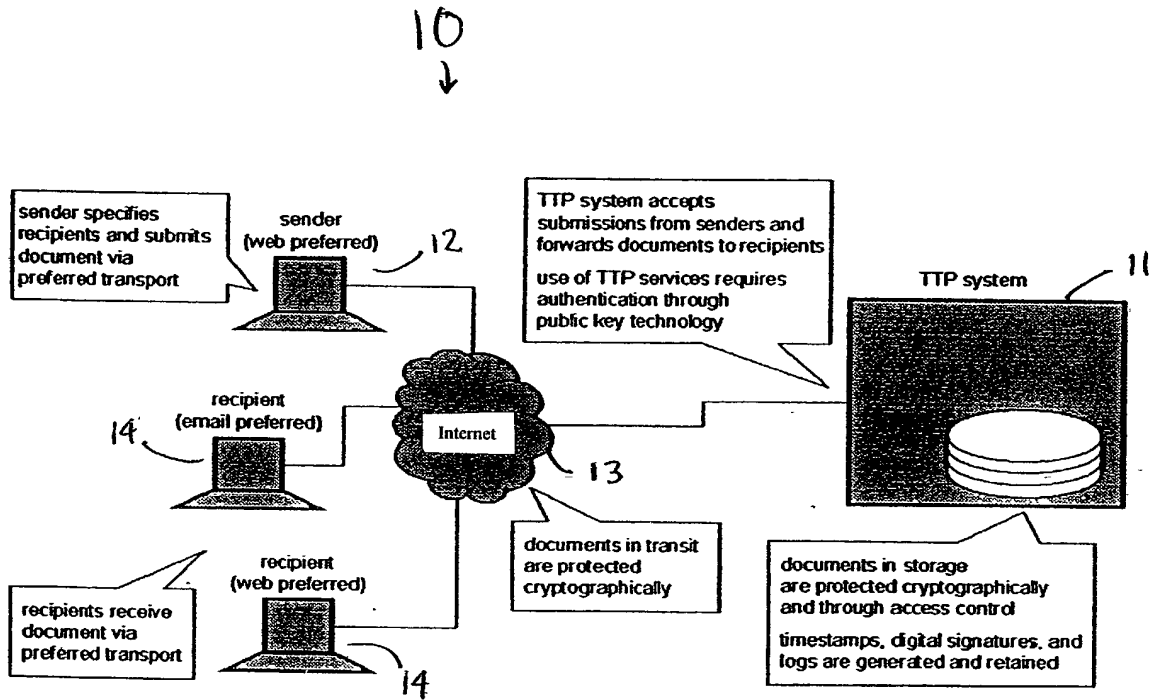 10
sender specifies
recipients and submits
document via
preferred transport
sender
(web preferred)
12
TTP system accepts
submissions from senders and
forwards documents to recipients
use of TTP services requires
authentication through
public key technology
TTP system
11
recipient
(email preferred)
14
Internet
13
recipient
(web preferred)
14
recipients receive
document via
preferred transport
documents in transit
are protected
cryptographically
documents in storage
are protected cryptographically
and through access control
timestamps, digital signatures, and
logs are generated and retained